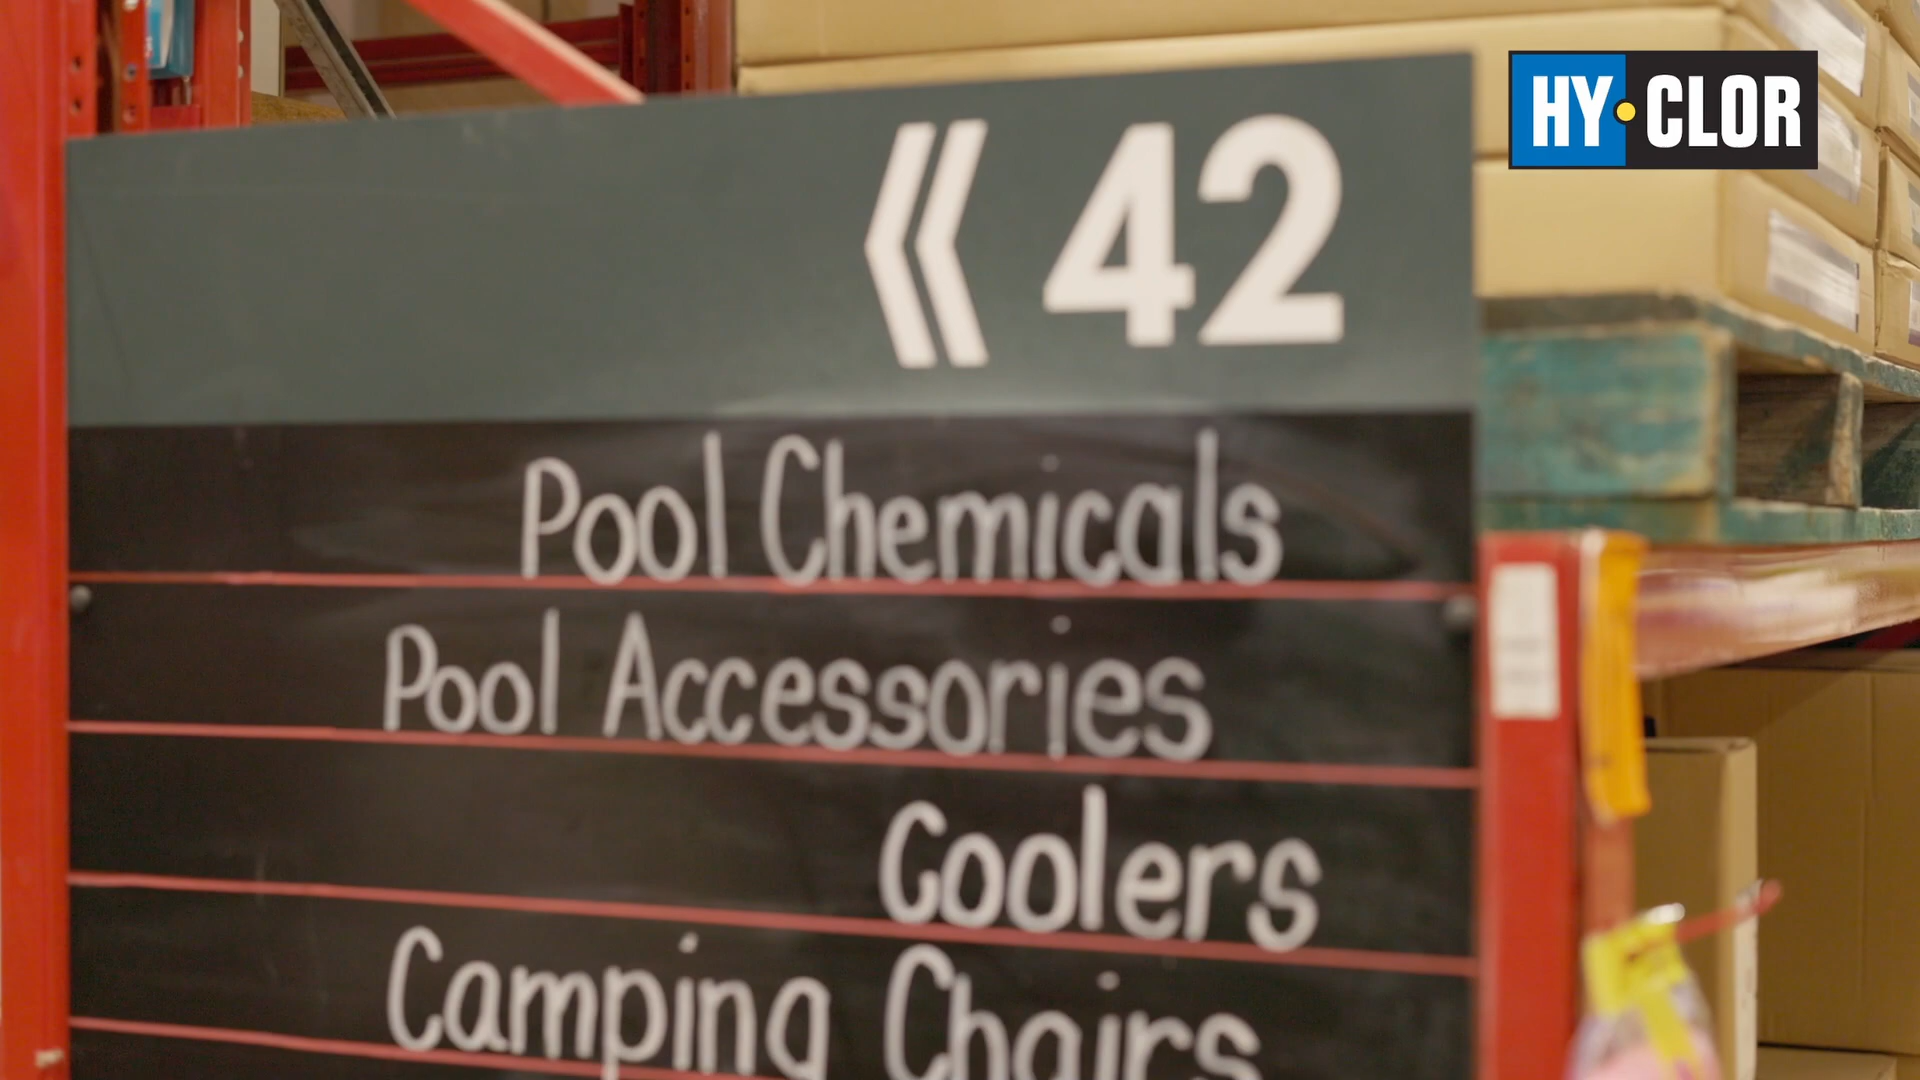 HY·CLOR
« 42
Pool Chemicals
Pool Accessories
Coolers
Camping Chairs